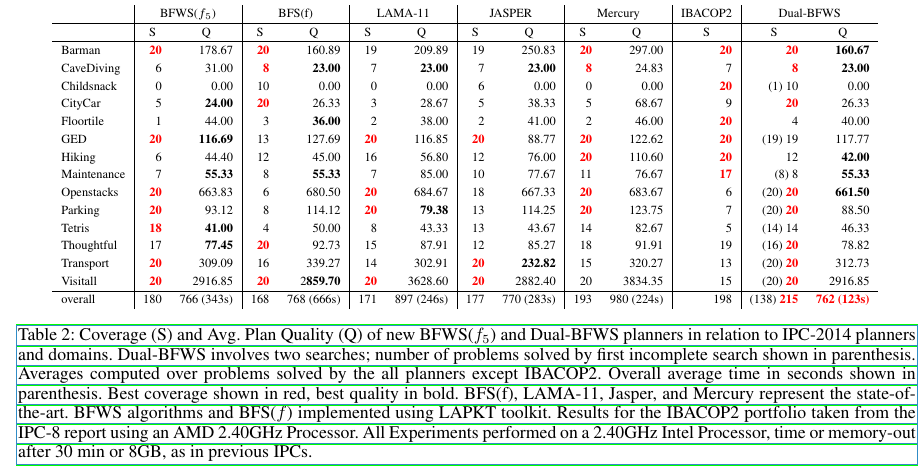 BFWS(f5) BFS(f) LAMA-11 JASPER Mercury IBACOP2 Dual-BFWS
S Q S Q S Q S Q S Q S S Q
Barman 20 178.67 20 160.89 19 209.89 19 250.83 20 297.00 20 20 160.67
CaveDiving 6 31.00 8 23.00 7 23.00 7 23.00 8 24.83 7 8 23.00
Childsnack 0 0.00 10 0.00 0 0.00 6 0.00 0 0.00 20 (1) 10 0.00
CityCar 5 24.00 20 26.33 3 28.67 5 38.33 5 68.67 9 20 26.33
Floortile 1 44.00 3 36.00 2 38.00 2 41.00 2 46.00 20 4 40.00
GED 20 116.69 13 127.69 20 116.85 20 88.77 20 122.62 20 (19) 19 117.77
Hiking 6 44.40 12 45.00 16 56.80 12 76.00 20 110.60 20 12 42.00
Maintenance 7 55.33 8 55.33 7 85.00 10 77.67 11 76.67 17 (8) 8 55.33
Openstacks 20 663.83 6 680.50 20 684.67 18 667.33 20 683.67 6 (20) 20 661.50
Parking 20 93.12 8 114.12 20 79.38 13 114.25 20 123.75 7 (20) 20 88.50
Tetris 18 41.00 4 50.00 8 43.33 13 43.67 14 82.67 5 (14) 14 46.33
Thoughtful 17 77.45 20 92.73 15 87.91 12 85.27 18 91.91 19 (16) 20 78.82
Transport 20 309.09 16 339.27 14 302.91 20 232.82 15 320.27 13 (20) 20 312.73
Visitall 20 2916.85 20 2859.70 20 3628.60 20 2882.40 20 3834.35 15 (20) 20 2916.85
overall 180 766 (343s) 168 768 (666s) 171 897 (246s) 177 770 (283s) 193 980 (224s) 198 (138) 215 762 (123s)
Table 2: Coverage (S) and Avg. Plan Quality (Q) of new BFWS(f5) and Dual-BFWS planners in relation to IPC-2014 planners
and domains. Dual-BFWS involves two searches; number of problems solved by first incomplete search shown in parenthesis.
Averages computed over problems solved by the all planners except IBACOP2. Overall average time in seconds shown in
parenthesis. Best coverage shown in red, best quality in bold. BFS(f), LAMA-11, Jasper, and Mercury represent the state-of-
the-art. BFWS algorithms and BFS(f) implemented using LAPKT toolkit. Results for the IBACOP2 portfolio taken from the
IPC-8 report using an AMD 2.40GHz Processor. All Experiments performed on a 2.40GHz Intel Processor, time or memory-out
after 30 min or 8GB, as in previous IPCs.